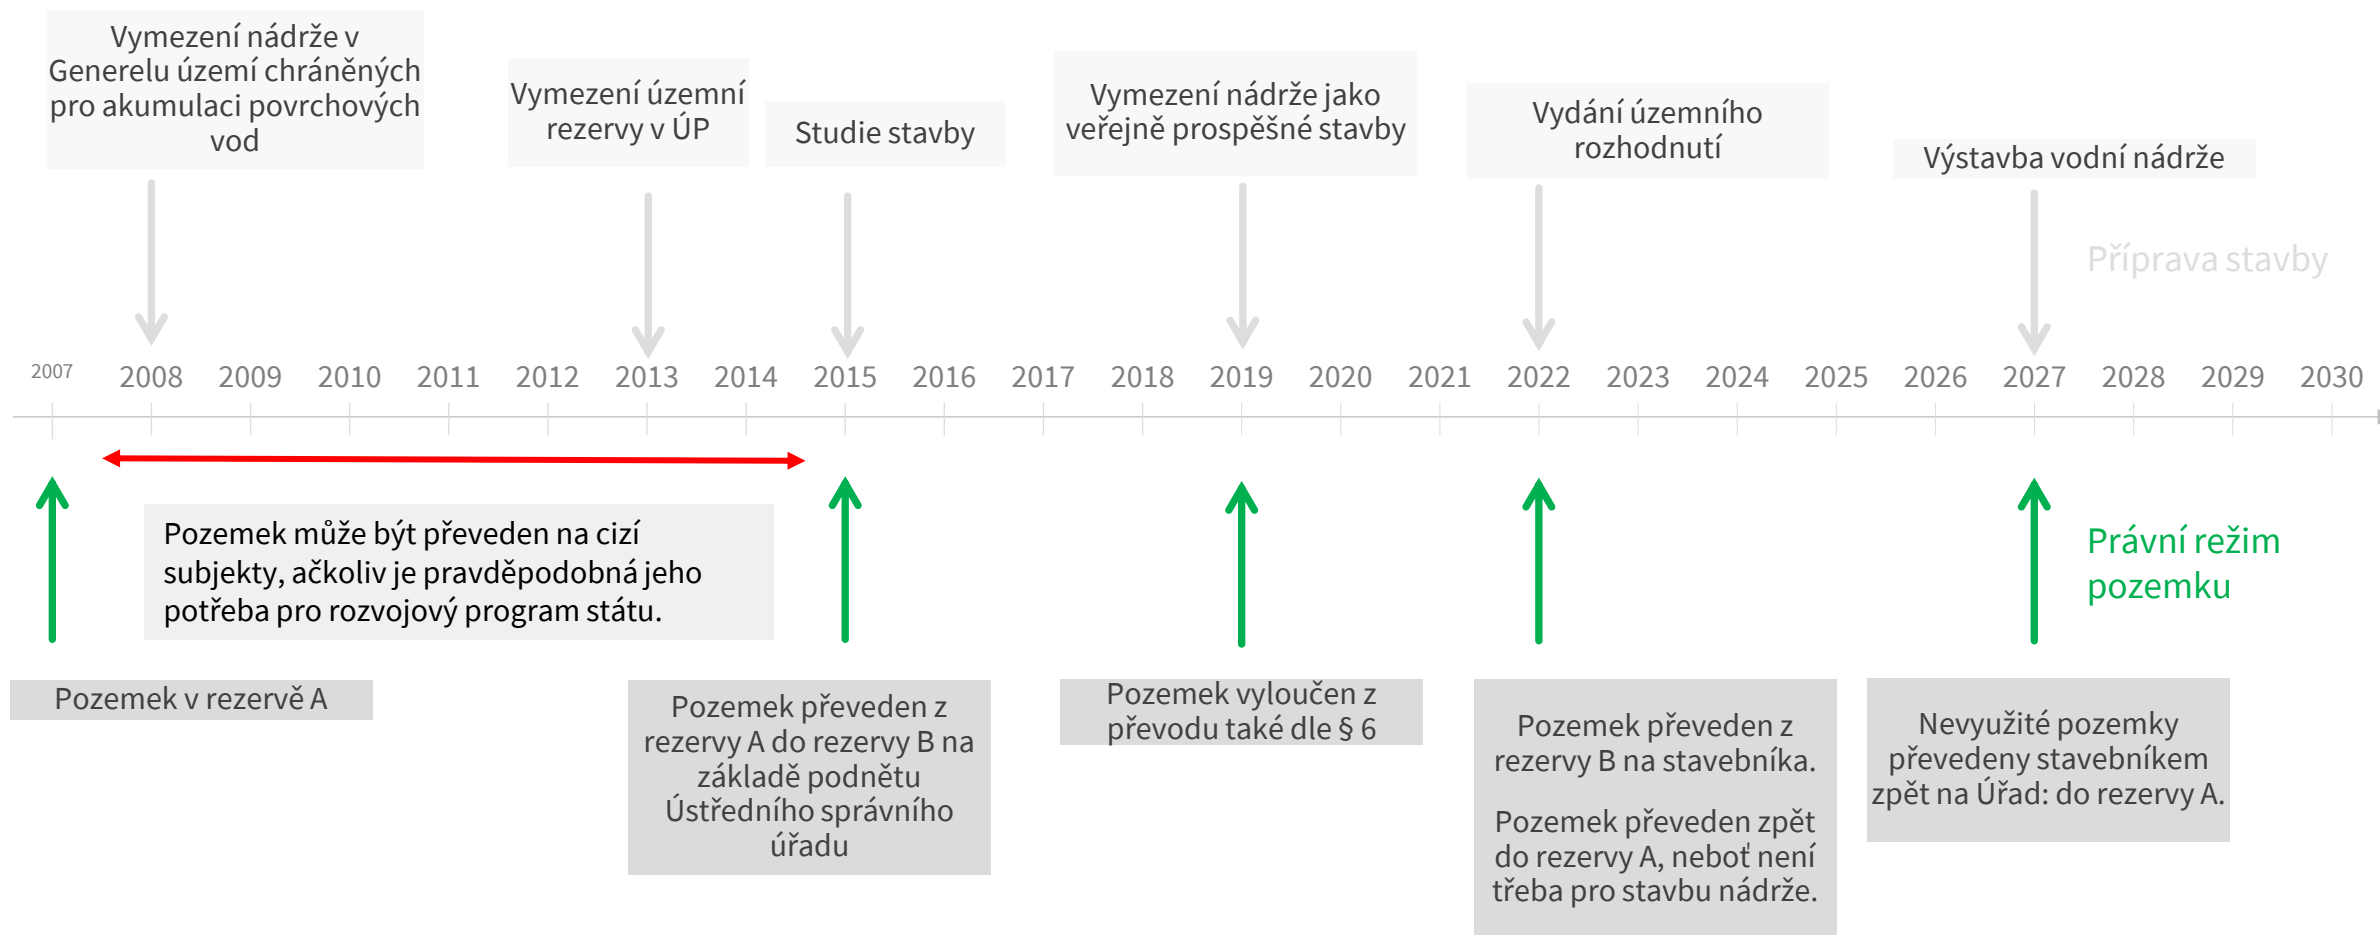 Vymezení nádrže v
Generelu území chráněných
pro akumulaci povrchových
vod
Vymezení územní
rezervy v ÚP
Studie stavby
Vymezení nádrže jako
veřejně prospěšné stavby
Vydání územního
rozhodnutí
Výstavba vodní nádrže
Příprava stavby
2007 2008 2009 2010 2011 2012 2013 2014 2015 2016 2017 2018 2019 2020 2021 2022 2023 2024 2025 2026 2027 2028 2029 2030
Pozemek může být převeden na cizí
subjekty, ačkoliv je pravděpodobná jeho
potřeba pro rozvojový program státu.
Právní režim
pozemku
Pozemek v rezervě A
Pozemek převeden z
rezervy A do rezervy B na
základě podnětu
Ústředního správního
úřadu
Pozemek vyloučen z
převodu také dle § 6
Pozemek převeden z
rezervy B na stavebníka.
Pozemek převeden zpět
do rezervy A, neboť není
třeba pro stavbu nádrže.
Nevyužité pozemky
převedeny stavebníkem
zpět na Úřad: do rezervy A.